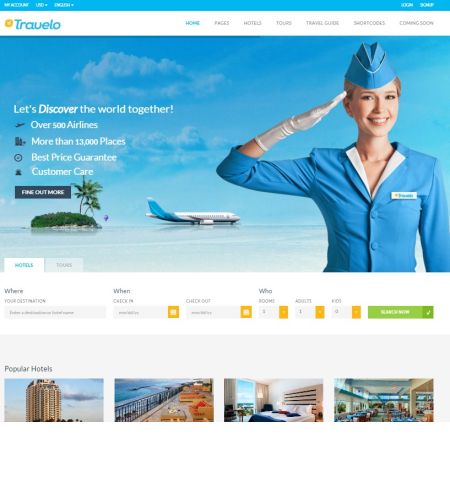 MY ACCOUNT USD ENGLISH LOGIN SIGNUP
Travelo HOME PAGES HOTELS TOURS TRAVEL GUIDE SHORTCODES COMING SOON
Let's Discover the world together!
Over 500 Airlines
More than 13,000 Places
Best Price Guarantee
Customer Care
FINE OUT MORE
Travelo
HOTELS TOURS
Where When Who
YOUR DESTINATION CHECK IN CHECK OUT ROOMS ADULTS KIDS
Enter a destination or hotel name mm/dd/yy mm/dd/yy 1 1 0 SEARCH NOW
Popular Hotels